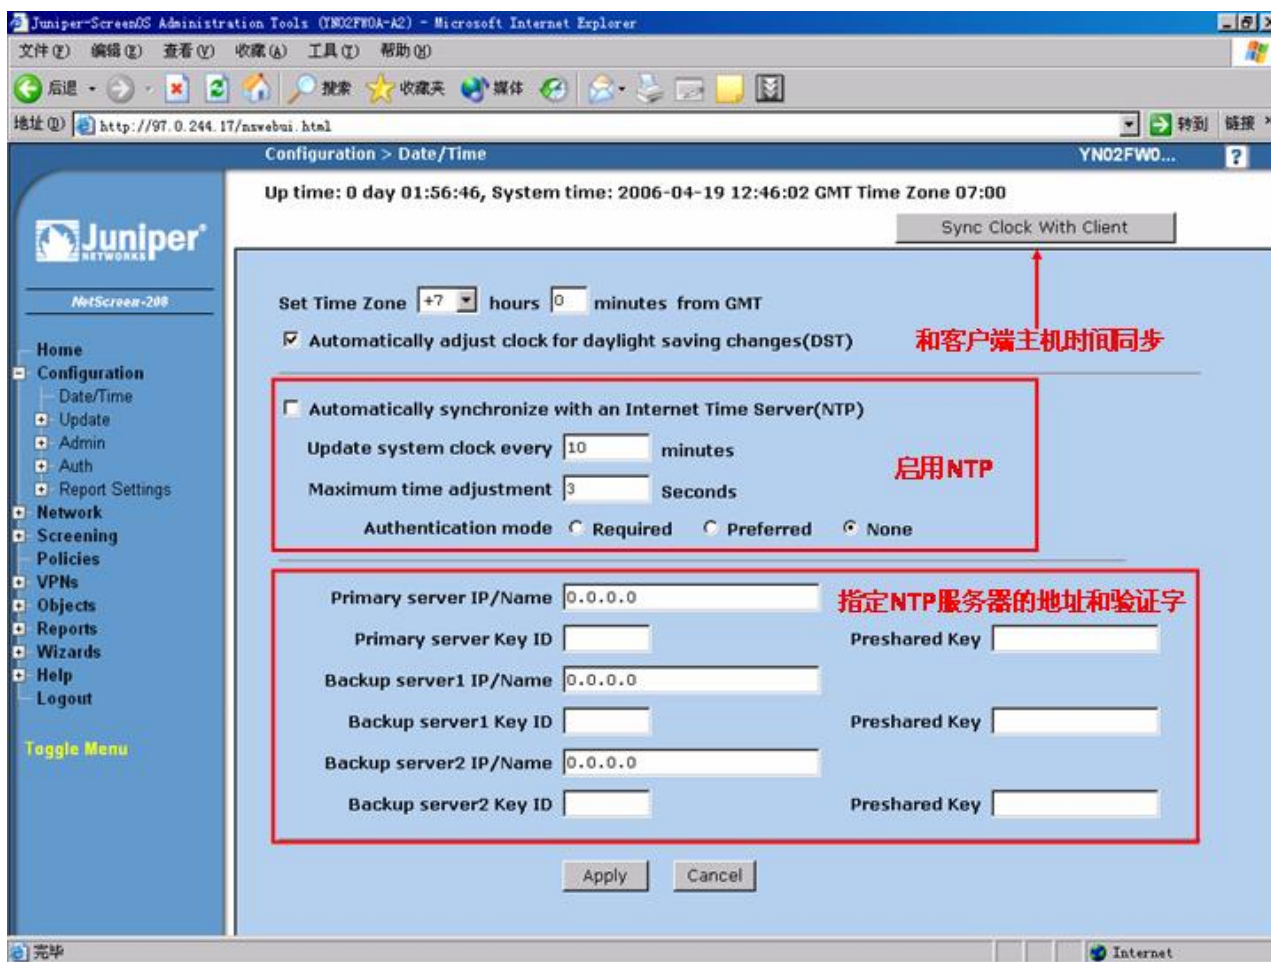 Juniper-ScreenOS Administration Tools (YN02FW0A-A2) - Microsoft Internet Explorer
文件(F) 编辑(E) 查看(V) 收藏(A) 工具(T) 帮助(H)
后退 搜索 收藏夹 媒体
地址(D) http://97.0.244.17/nswebui.html 转到 链接 »
Configuration > Date/Time YN02FW0... ?
Up time: 0 day 01:56:46, System time: 2006-04-19 12:46:02 GMT Time Zone 07:00
Sync Clock With Client
Juniper
NETWORKS
NetScreen-208
Home
Configuration
Date/Time
Update
Admin
Auth
Report Settings
Network
Screening
Policies
VPNs
Objects
Reports
Wizards
Help
Logout
Toggle Menu
Set Time Zone +7 hours 0 minutes from GMT
Automatically adjust clock for daylight saving changes(DST)
和客户端主机时间同步
Automatically synchronize with an Internet Time Server(NTP)
Update system clock every 10 minutes
启用NTP
Maximum time adjustment 3 Seconds
Authentication mode Required Preferred None
Primary server IP/Name 0.0.0.0
指定NTP服务器的地址和验证字
Primary server Key ID Preshared Key
Backup server1 IP/Name 0.0.0.0
Backup server1 Key ID Preshared Key
Backup server2 IP/Name 0.0.0.0
Backup server2 Key ID Preshared Key
Apply Cancel
完毕 Internet